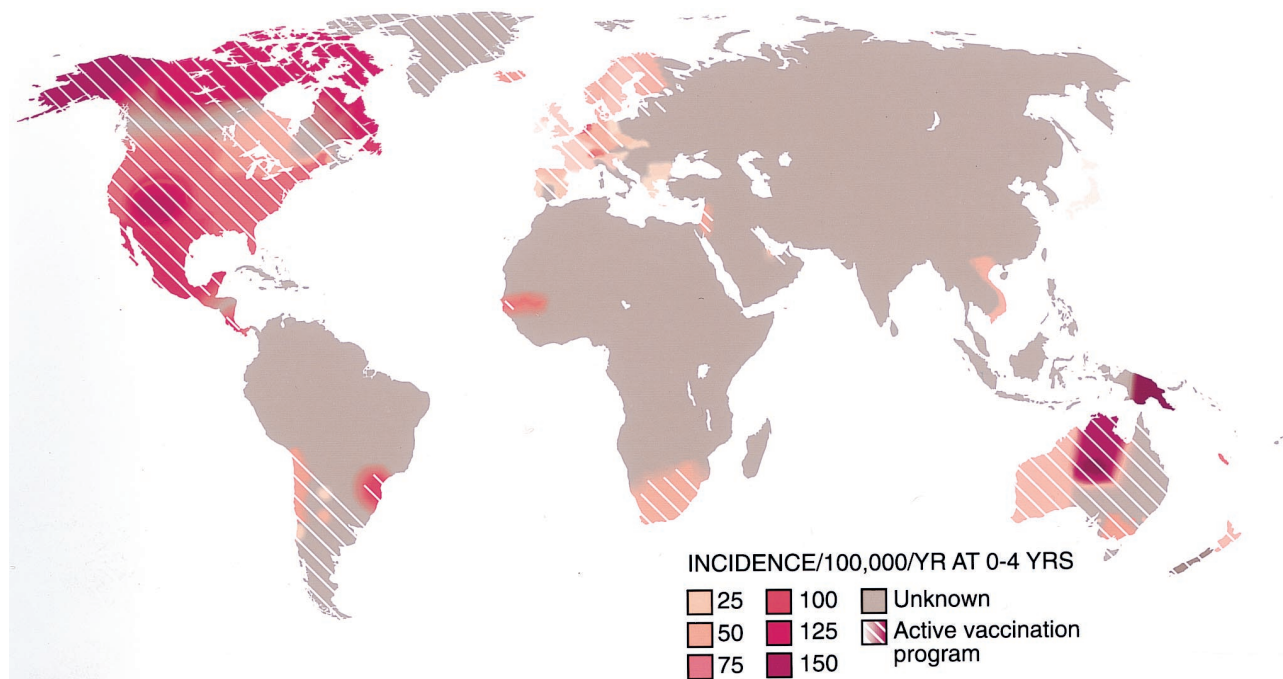 INCIDENCE/100,000/YR AT 0-4 YRS
25 100 Unknown
50 125 Active vaccination
75 150 program